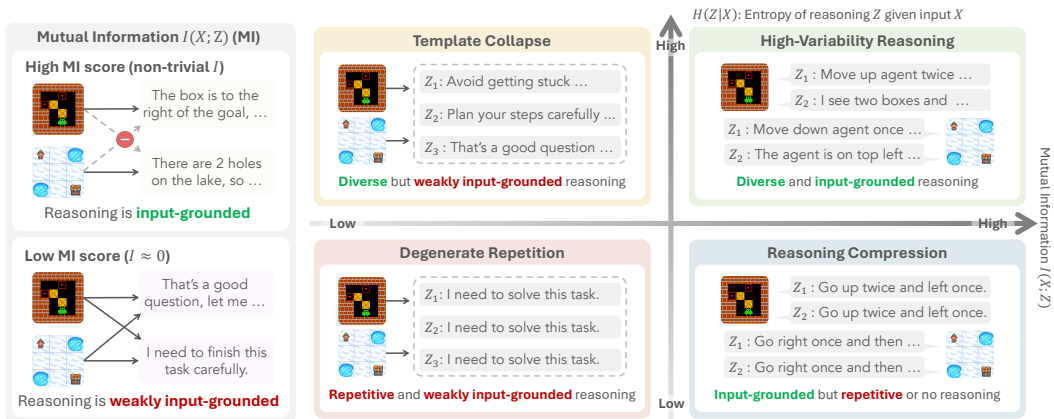 Mutual Information I(X; Z) (MI)
High MI score (non-trivial I)
The box is to the
right of the goal, ...
There are 2 holes
on the lake, so ...
Reasoning is input-grounded
Low MI score (I ≈ 0)
That's a good
question, let me ...
I need to finish this
task carefully.
Reasoning is weakly input-grounded
Template Collapse
Z1: Avoid getting stuck ...
Z2: Plan your steps carefully ...
Z3 : That's a good question ...
Diverse but weakly input-grounded reasoning
H(Z|X): Entropy of reasoning Z given input X
High
High-Variability Reasoning
Z1 : Move up agent twice ...
Z2 : I see two boxes and ...
Z1 : Move down agent once ...
Z2 : The agent is on top left ...
Diverse and input-grounded reasoning
Low
High
Mutual Information I(X; Z)
Degenerate Repetition
Z1 : I need to solve this task.
Z2 : I need to solve this task.
Z3 : I need to solve this task.
Repetitive and weakly input-grounded reasoning
Low
Reasoning Compression
Z1 : Go up twice and left once.
Z2 : Go up twice and left once.
Z1 : Go right once and then ...
Z2 : Go right once and then ...
Input-grounded but repetitive or no reasoning